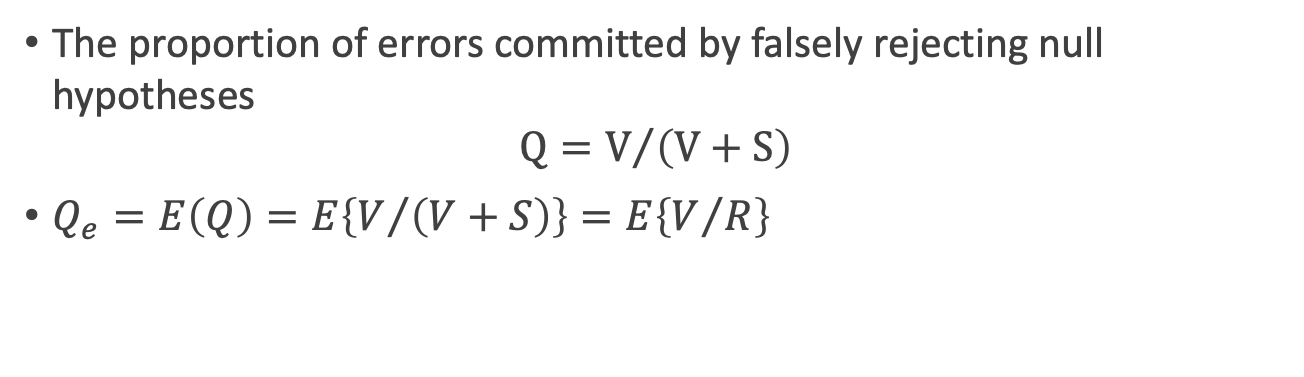 • The proportion of errors committed by falsely rejecting null
hypotheses
Q = V/(V + S)
• Qₑ = E(Q) = E{V/(V + S)} = E{V/R}